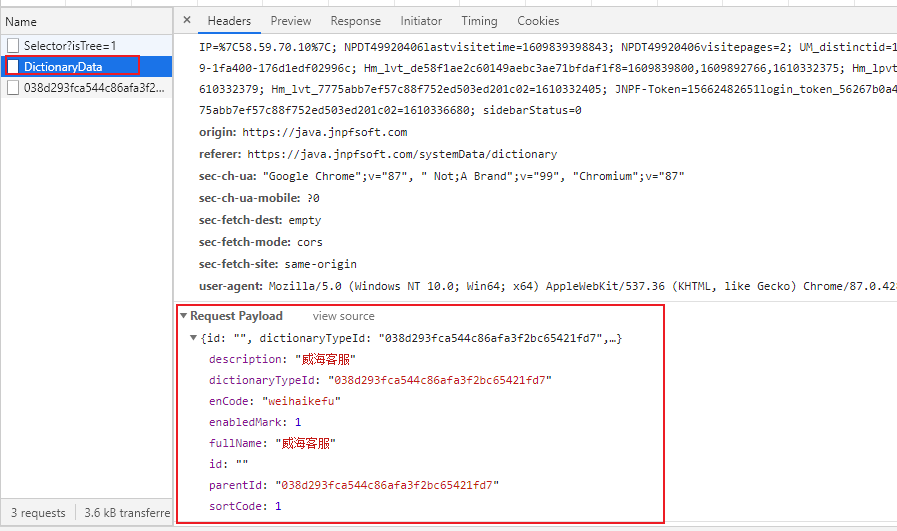 Name
Selector?isTree=1
DictionaryData
038d293fca544c86afa3f2...
3 requests
3.6 kB transferre
× Headers Preview Response Initiator Timing Cookies
IP=%7C58.59.70.10%7C; NPDT49920406lastvisitetime=1609839398843; NPDT49920406visitepages=2; UM_distinctid=1
9-1fa400-176d1edf02996c; Hm_lvt_de58f1ae2c60149aebc3ae71bfdaf1f8=1609839800,1609892766,1610332375; Hm_lpvt
610332379; Hm_lvt_7775abb7ef57c88f752ed503ed201c02=1610332405; JNPF-Token=15662482651login_token_56267b0a4
75abb7ef57c88f752ed503ed201c02=1610336680; sidebarStatus=0
origin: https://java.jnpfsoft.com
referer: https://java.jnpfsoft.com/systemData/dictionary
sec-ch-ua: "Google Chrome";v="87", " Not;A Brand";v="99", "Chromium";v="87"
sec-ch-ua-mobile: ?0
sec-fetch-dest: empty
sec-fetch-mode: cors
sec-fetch-site: same-origin
user-agent: Mozilla/5.0 (Windows NT 10.0; Win64; x64) AppleWebKit/537.36 (KHTML, like Gecko) Chrome/87.0.428
Request Payload view source
{id: "", dictionaryTypeId: "038d293fca544c86afa3f2bc65421fd7",…}
description: "威海客服"
dictionaryTypeId: "038d293fca544c86afa3f2bc65421fd7"
enCode: "weihaikefu"
enabledMark: 1
fullName: "威海客服"
id: ""
parentId: "038d293fca544c86afa3f2bc65421fd7"
sortCode: 1